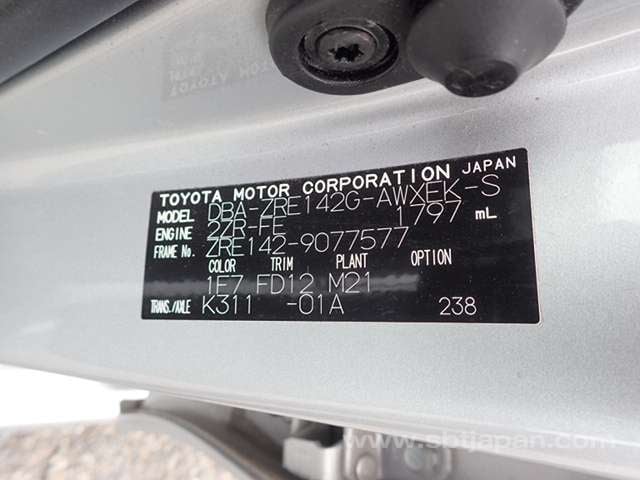 TOYOTA MOTOR CORPORATION JAPAN
MODEL DBA-ZRE142G-AWXEK-S
ENGINE 2ZR-FE 1797 mL
FRAME No. ZRE142-9077577
COLOR TRIM PLANT OPTION
1F7 FD12 M21
TRANS./AXLE K311 -01A 238
www.sbtjapan.com